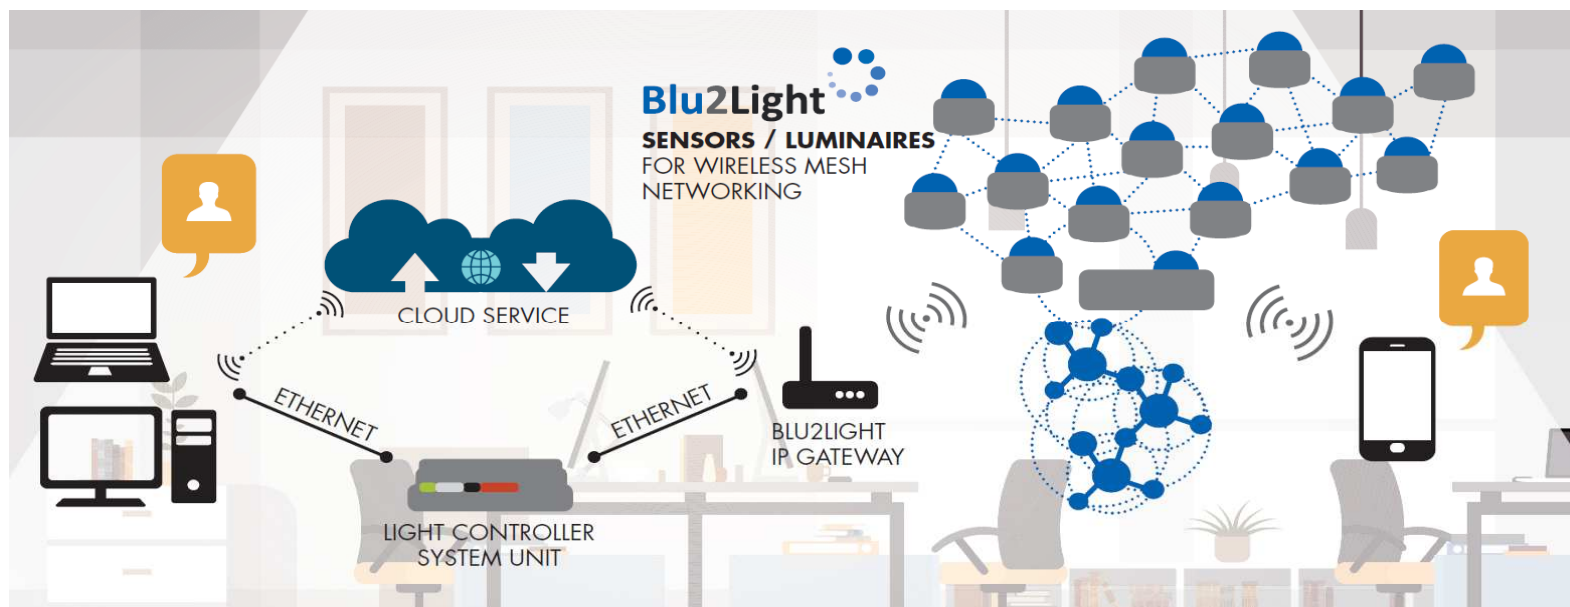 Blu2Light
SENSORS / LUMINAIRES
FOR WIRELESS MESH
NETWORKING
CLOUD SERVICE
ETHERNET
ETHERNET
BLU2LIGHT
IP GATEWAY
LIGHT CONTROLLER
SYSTEM UNIT